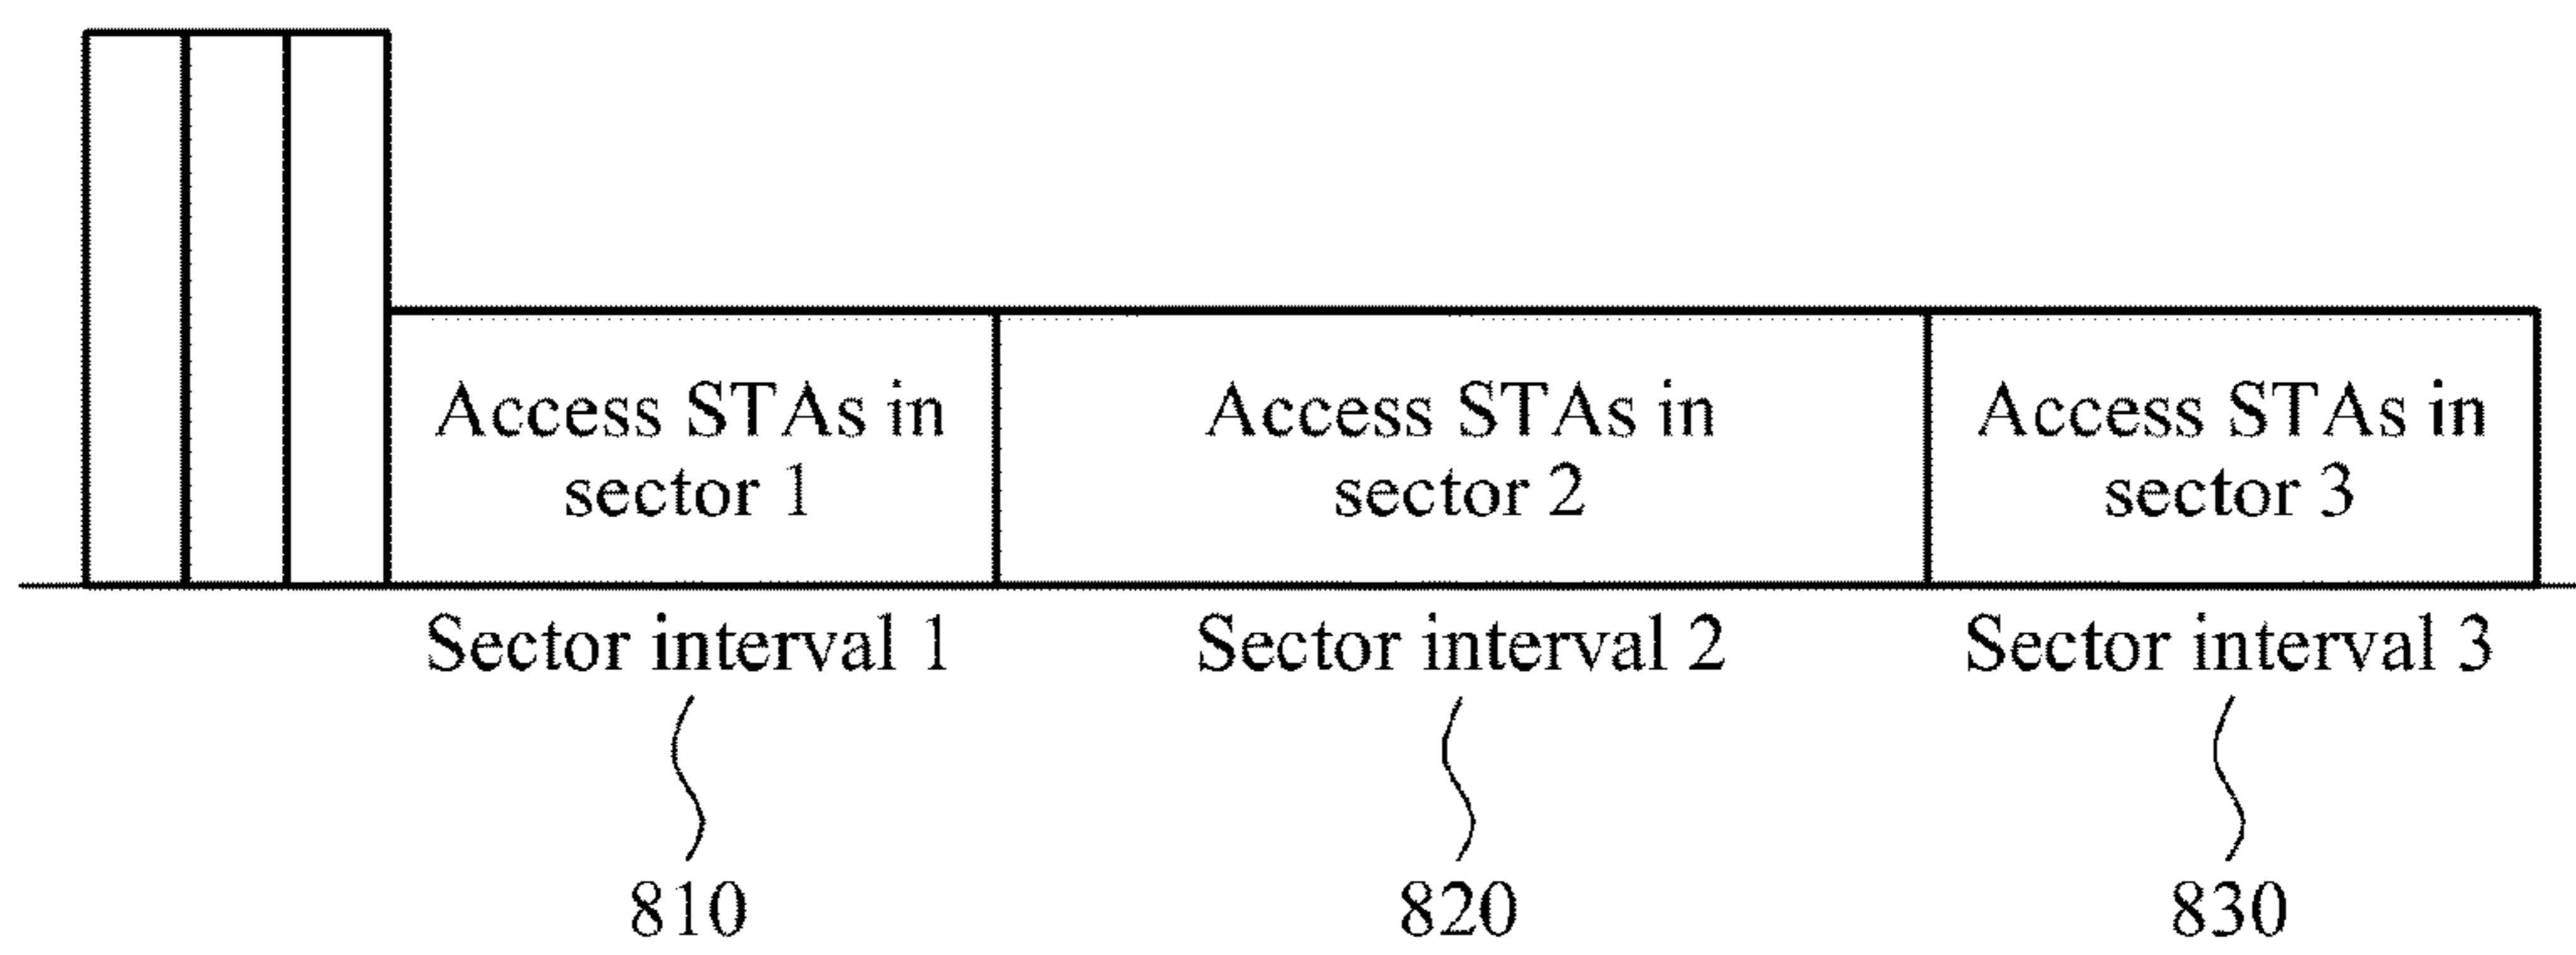 Access STAs in
sector 1
Access STAs in
sector 2
Access STAs in
sector 3
Sector interval 1
Sector interval 2
Sector interval 3
810
820
830